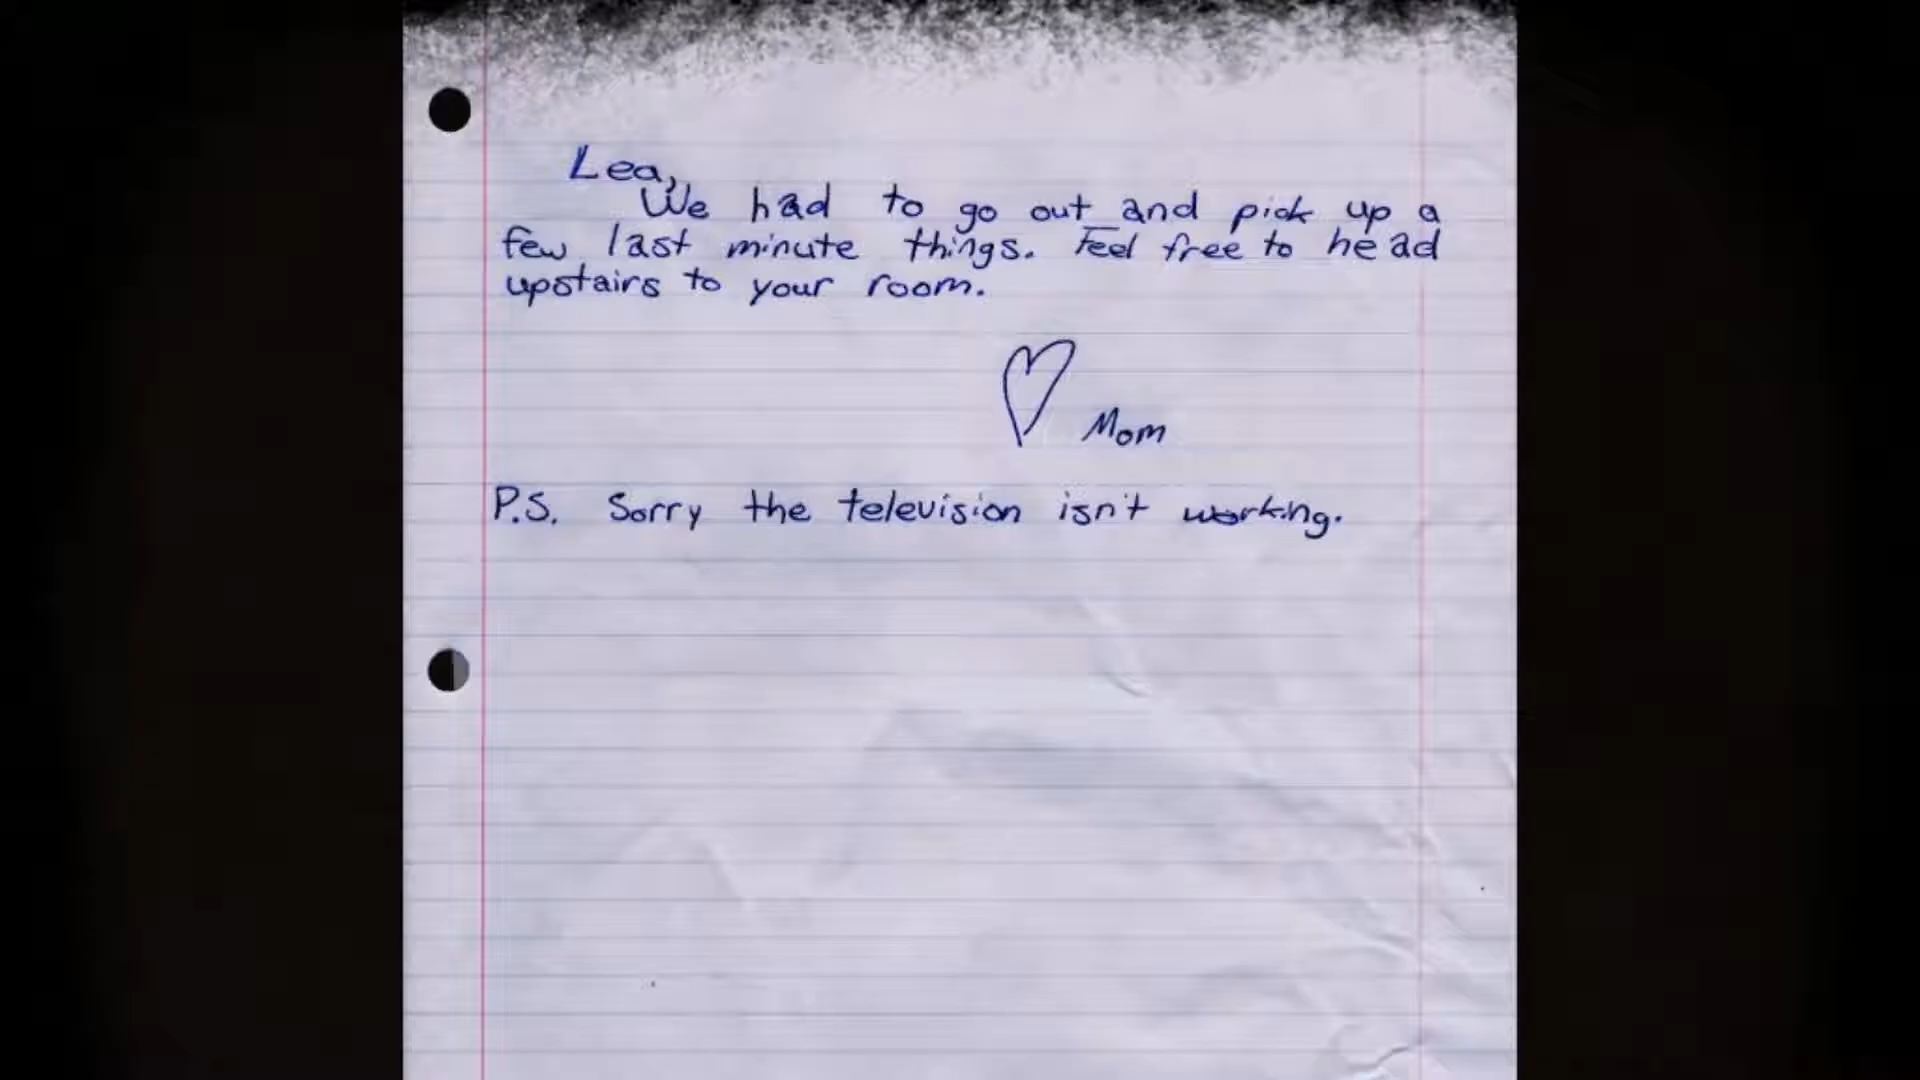 Lea,
We had to go out and pick up a
few last minute things. Feel free to head
upstairs to your room.
Mom
P.S. Sorry the television isn't working.